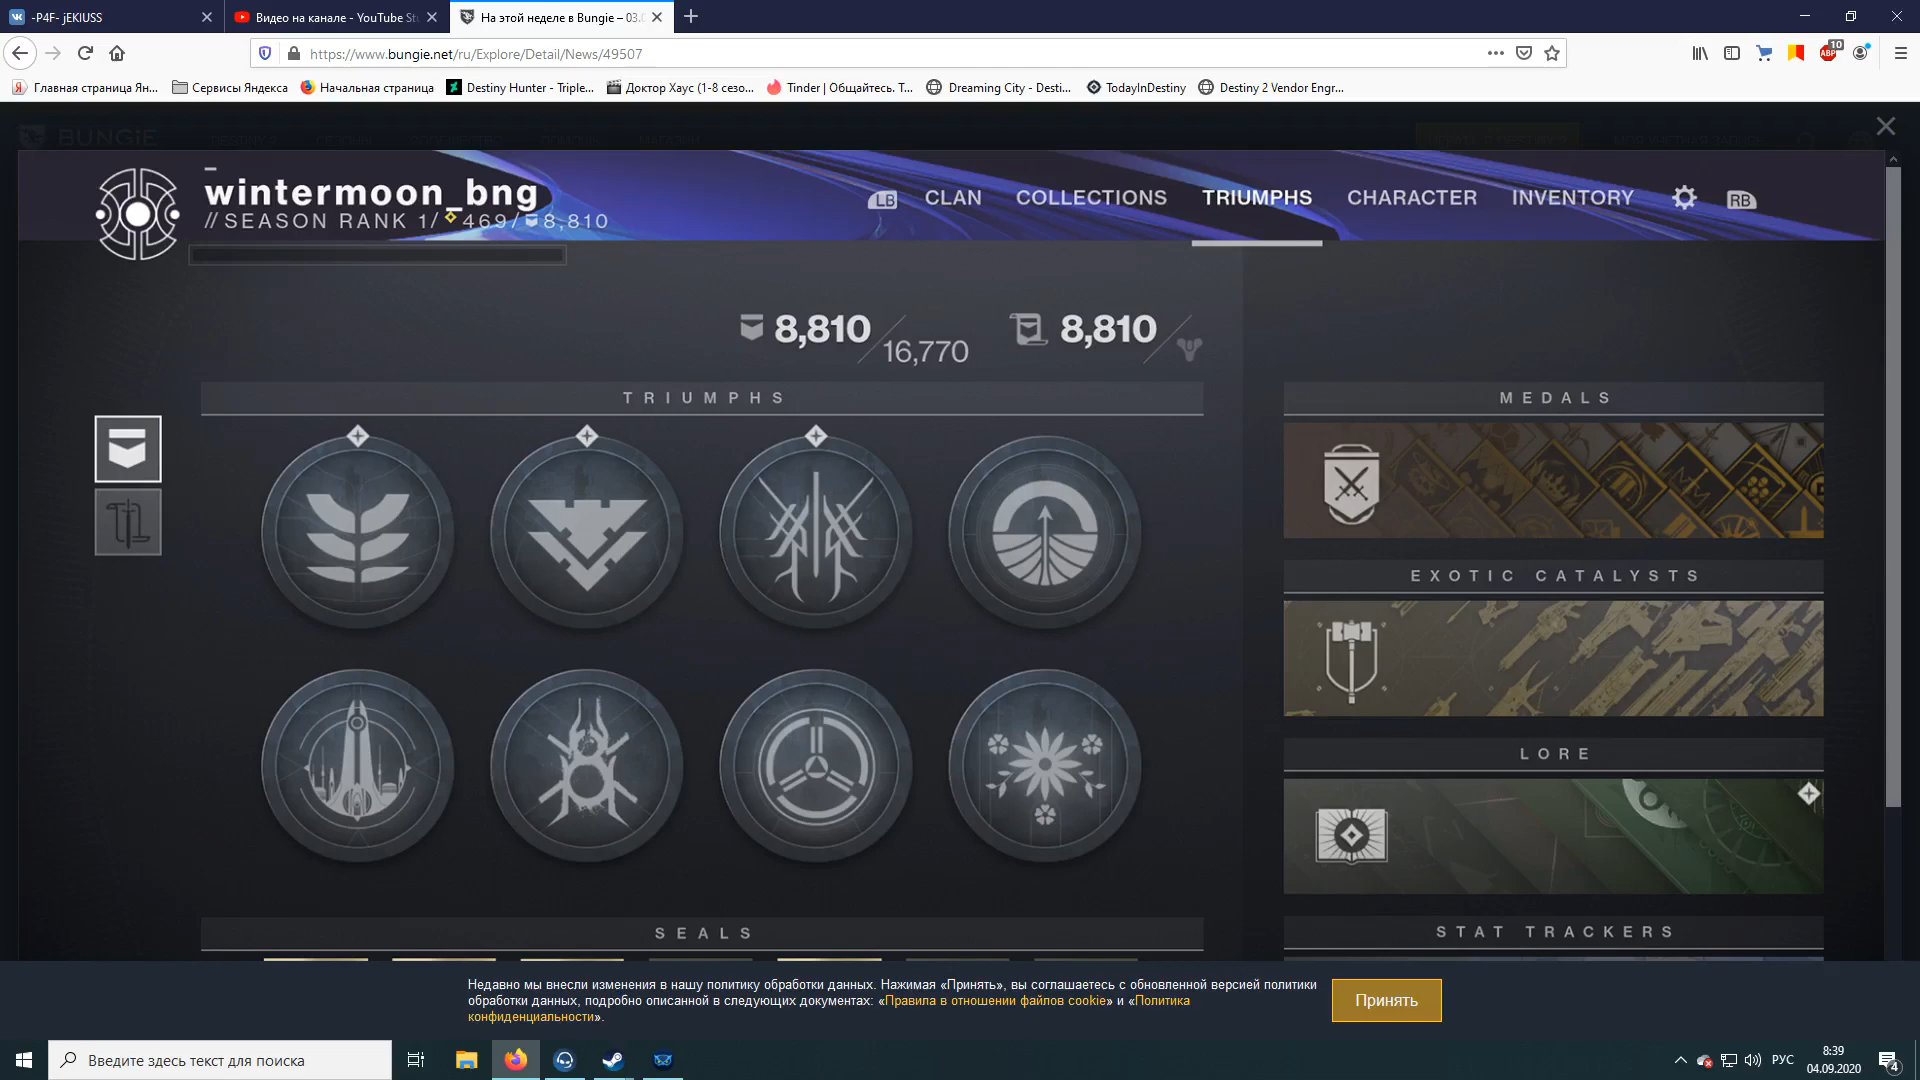 -P4F- jEKIUSS
Видео на канале - YouTube St
На этой неделе в Bungie – 03.
https://www.bungie.net/ru/Explore/Detail/News/49507
10
ABP
Главная страница Ян...
Сервисы Яндекса
Начальная страница
Destiny Hunter - Triple...
Доктор Хаус (1-8 сезо...
Tinder | Общайтесь. Т...
Dreaming City - Desti...
TodayInDestiny
Destiny 2 Vendor Engr...
BUNGiE
wintermoon_bng
// SEASON RANK 1/ 469/ 8,810
LB
CLAN
COLLECTIONS
TRIUMPHS
CHARACTER
INVENTORY
RB
8,810
16,770
8,810
TRIUMPHS
MEDALS
EXOTIC CATALYSTS
LORE
SEALS
STAT TRACKERS
Недавно мы внесли изменения в нашу политику обработки данных. Нажимая «Принять», вы соглашаетесь с обновленной версией политики
обработки данных, подробно описанной в следующих документах: «Правила в отношении файлов cookie» и «Политика
конфиденциальности».
Принять
Введите здесь текст для поиска
РУС
8:39
04.09.2020
4